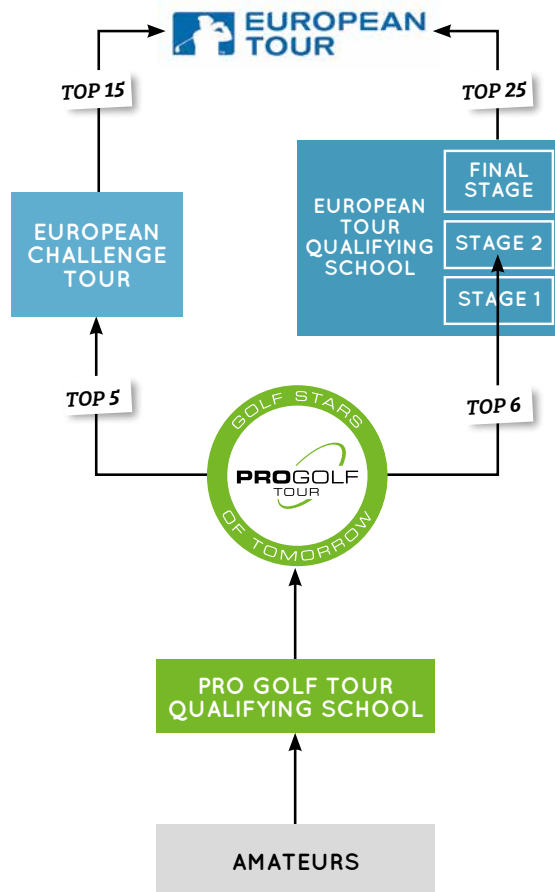 EUROPEAN
TOUR
TOP 15
TOP 25
EUROPEAN
CHALLENGE
TOUR
EUROPEAN
TOUR
QUALIFYING
SCHOOL
FINAL
STAGE
STAGE 2
STAGE 1
TOP 5
TOP 6
GOLF STARS
PROGOLF
TOUR
OF TOMORROW
PRO GOLF TOUR
QUALIFYING SCHOOL
AMATEURS